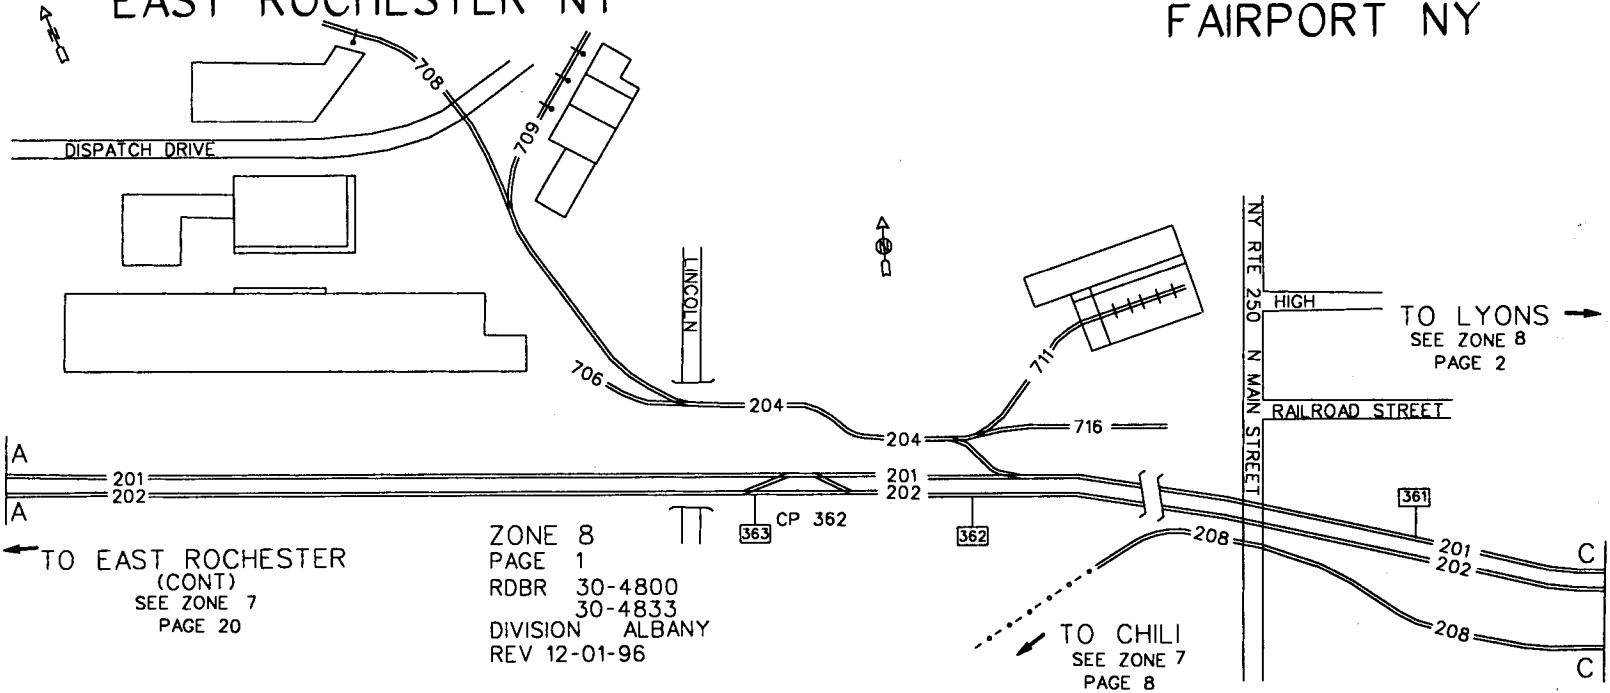 EAST ROCHESTER NY
FAIRPORT NY
N
708
709
DISPATCH DRIVE
LINCOLN
N
NY RTE 250 N MAIN STREET
HIGH
TO LYONS
SEE ZONE 8
PAGE 2
711
706
204
204
716
RAILROAD STREET
A
201
202
201
202
A
361
363
CP 362
362
208
201
202
C
TO EAST ROCHESTER
(CONT)
SEE ZONE 7
PAGE 20
ZONE 8
PAGE 1
RDBR 30-4800
30-4833
DIVISION ALBANY
REV 12-01-96
TO CHILI
SEE ZONE 7
PAGE 8
208
C